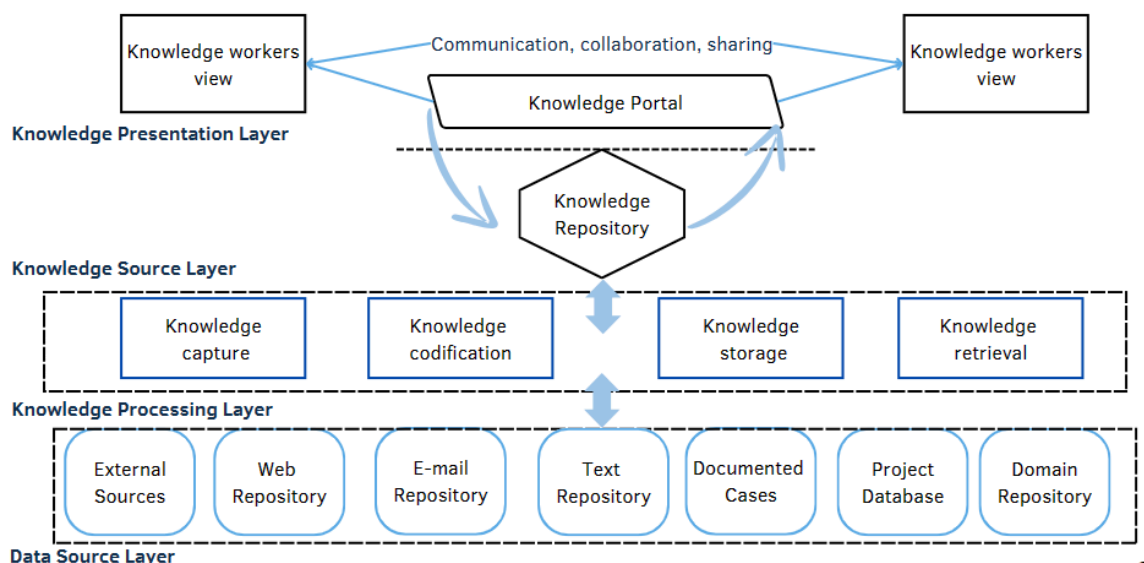 Knowledge workers
view
Communication, collaboration, sharing
Knowledge workers
view
Knowledge Portal
Knowledge Presentation Layer
Knowledge
Repository
Knowledge Source Layer
Knowledge
capture
Knowledge
codification
Knowledge
storage
Knowledge
retrieval
Knowledge Processing Layer
External
Sources
Web
Repository
E-mail
Repository
Text
Repository
Documented
Cases
Project
Database
Domain
Repository
Data Source Layer